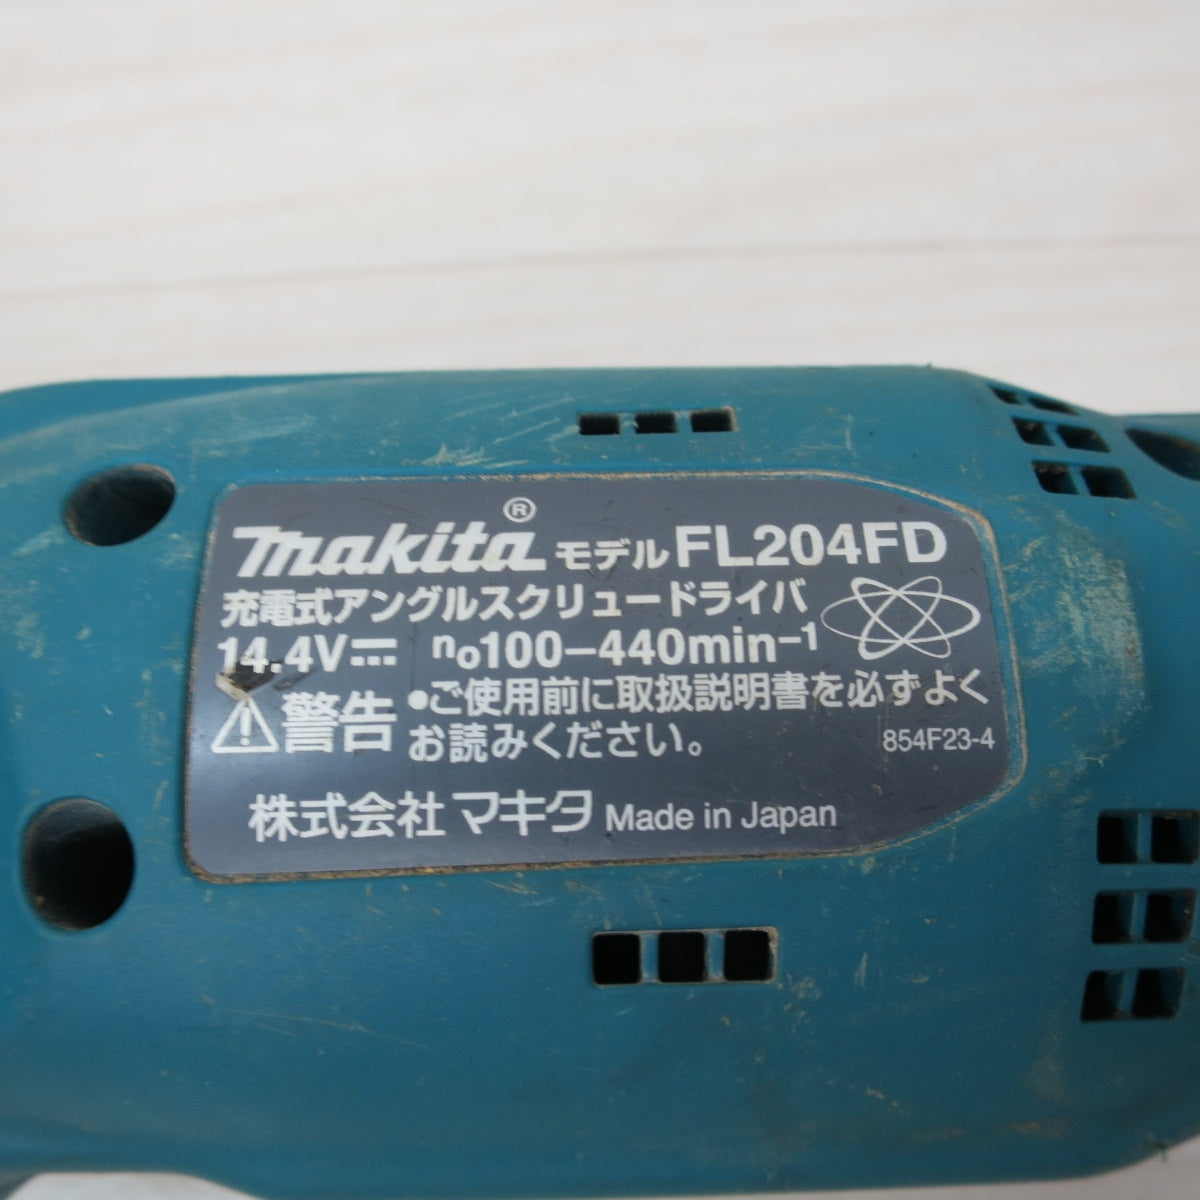 makita® モデル FL204FD
充電式アングルスクリュードライバ
14.4V⎓ no100-440min-1
警告 •ご使用前に取扱説明書を必ずよく
お読みください。 854F23-4
株式会社 マキタ Made in Japan